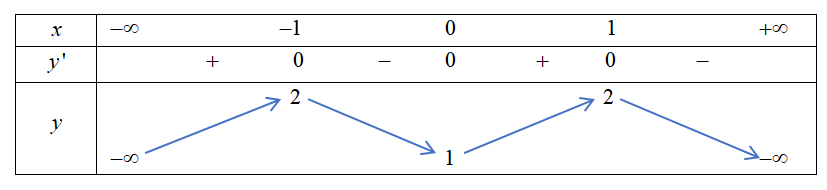 x −∞ −1 0 1 +∞
y' + 0 − 0 + 0 −
2 2
y
−∞ 1 −∞